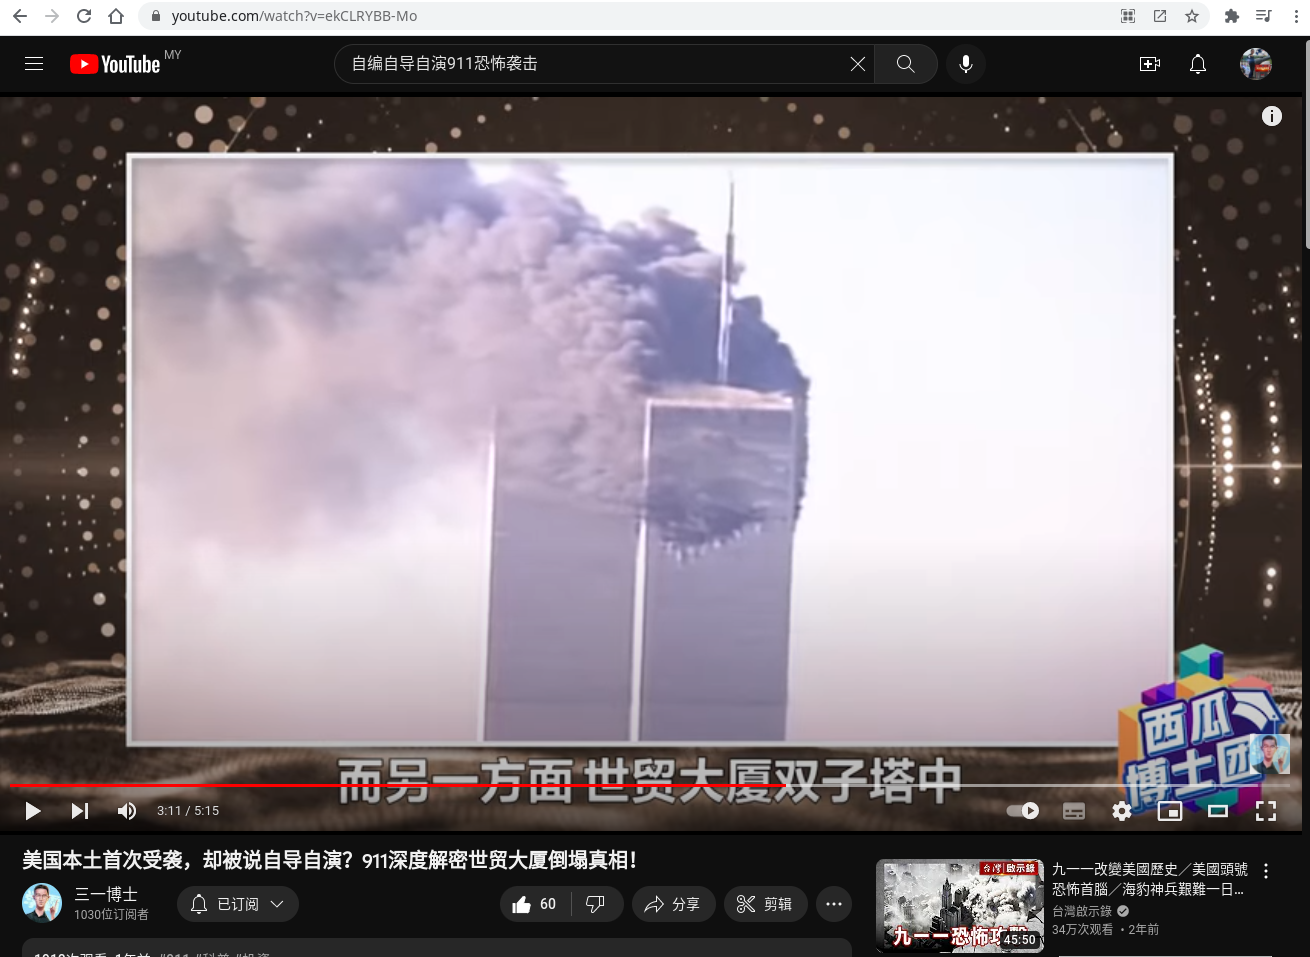 youtube.com/watch?v=ekCLRYBB-Mo
YouTube MY
自编自导自演911恐怖袭击
西瓜
博士团
而另一方面 世贸大厦双子塔中
3:11 / 5:15
美国本土首次受袭，却被说自导自演？911深度解密世贸大厦倒塌真相！
三一博士
1030位订阅者
已订阅
60
分享
剪辑
台灣啟示錄
九一一恐怖攻擊
45:50
九一一改變美國歷史／美國頭號
恐怖首腦／海豹神兵艱難一日...
台灣啟示錄
34万次观看 • 2年前